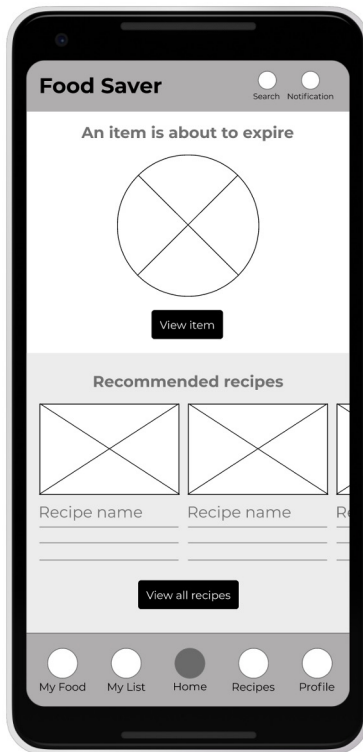 Food Saver
Search Notification
An item is about to expire
View item
Recommended recipes
Recipe name Recipe name Re
View all recipes
My Food My List Home Recipes Profile